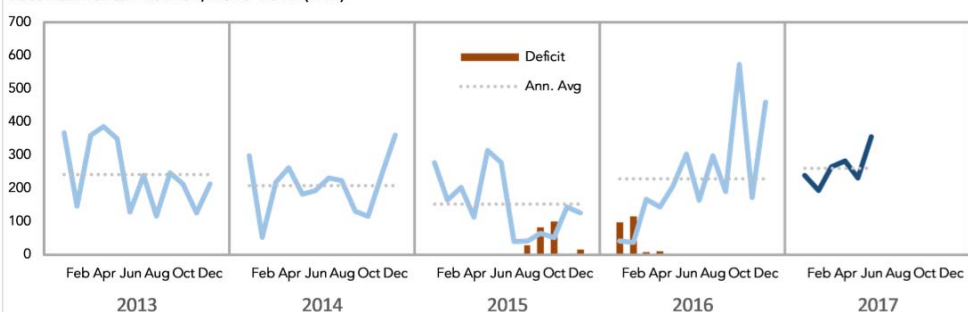 700
600
500
400
300
200
100
0
Deficit
Ann. Avg
Feb Apr Jun Aug Oct Dec
Feb Apr Jun Aug Oct Dec
Feb Apr Jun Aug Oct Dec
Feb Apr Jun Aug Oct Dec
Feb Apr Jun Aug Oct Dec
2013
2014
2015
2016
2017